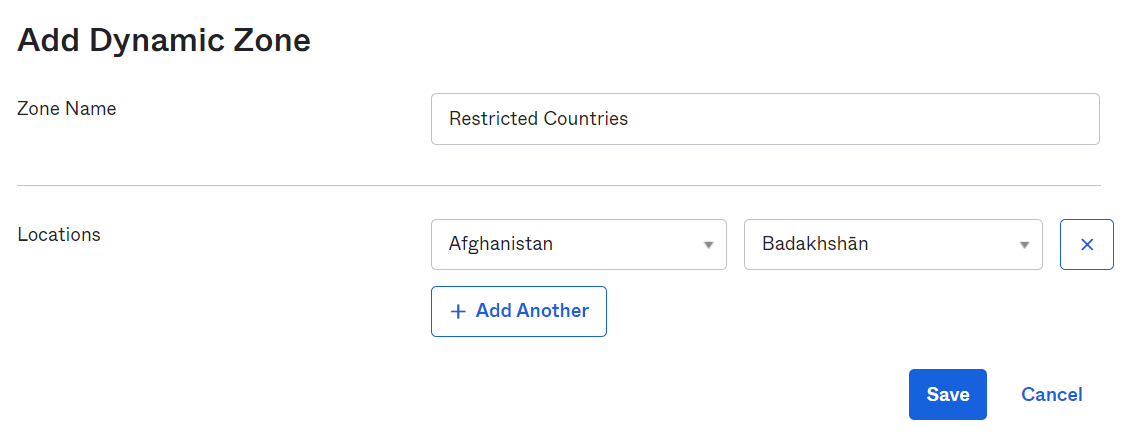 Add Dynamic Zone
Zone Name
Restricted Countries
Locations
Afghanistan
Badakhshān
+ Add Another
Save
Cancel